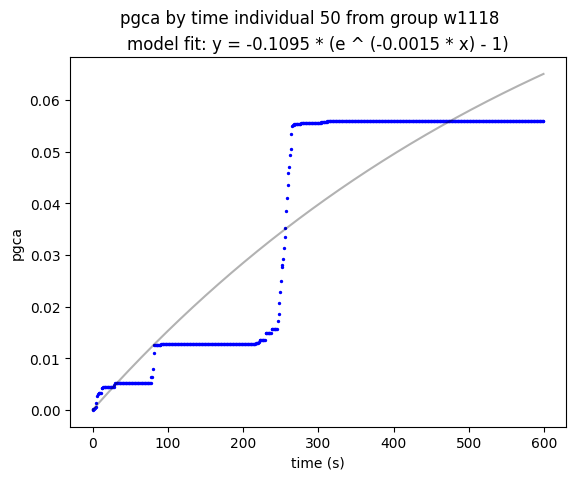 pgca by time individual 50 from group w1118
model fit: y = -0.1095 * (e ^ (-0.0015 * x) - 1)
0.06
0.05
0.04
0.03
0.02
0.01
0.00
pgca
0 100 200 300 400 500 600
time (s)